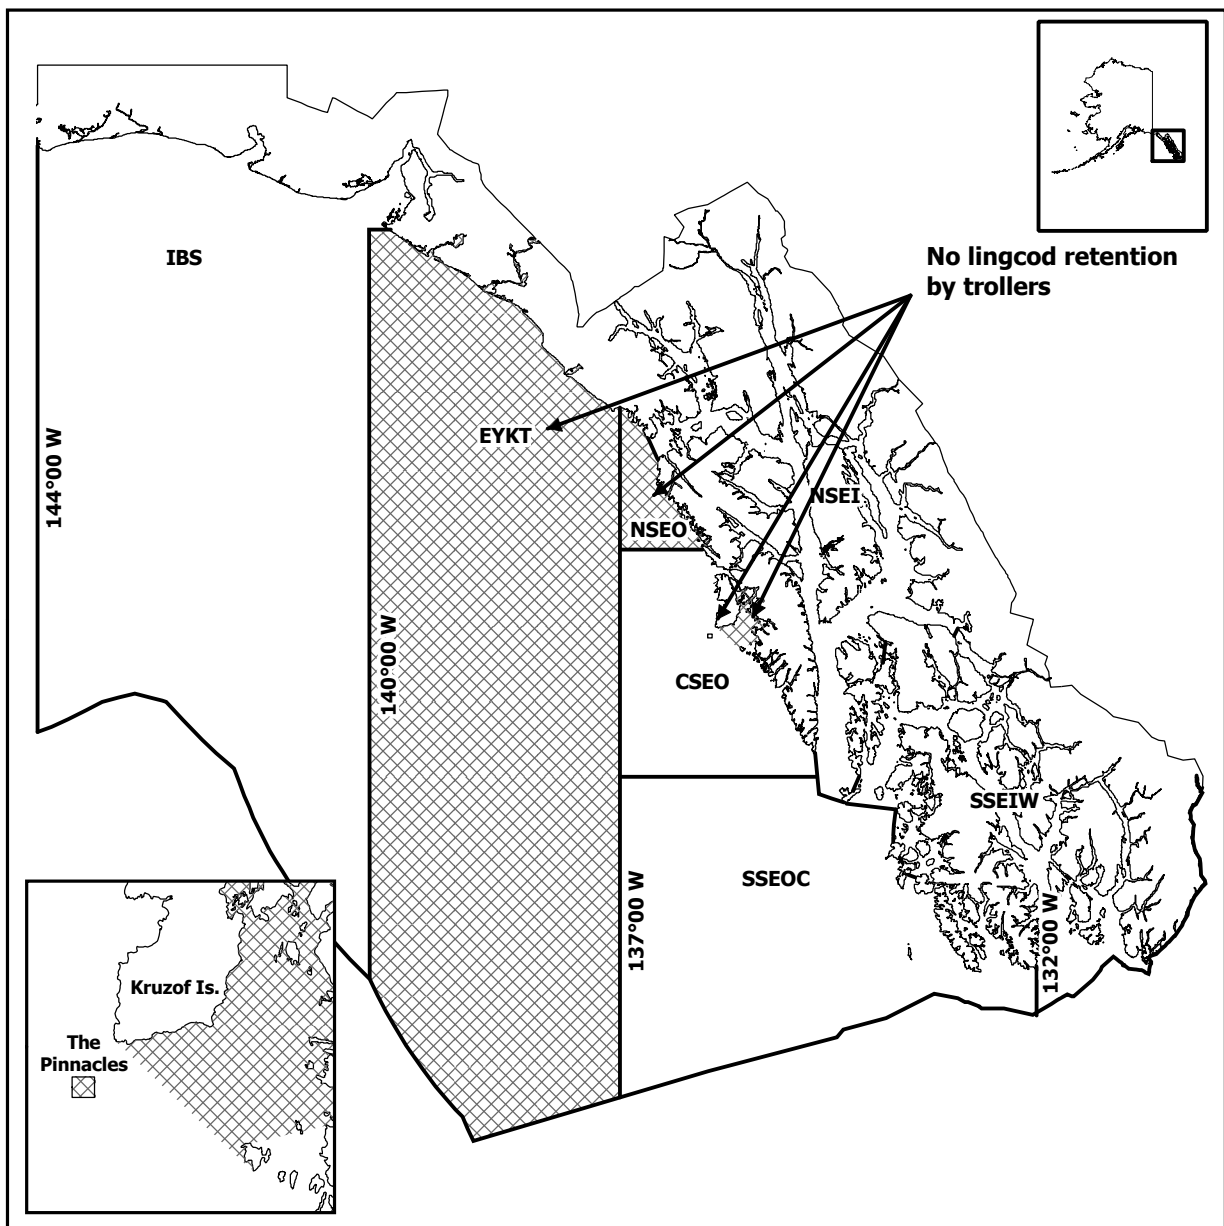 No lingcod retention
by trollers
IBS
144°00 W
EYKT
NSEI
NSEO
140°00 W
CSEO
SSEIW
SSEOC
137°00 W
132°00 W
Kruzof Is.
The
Pinnacles